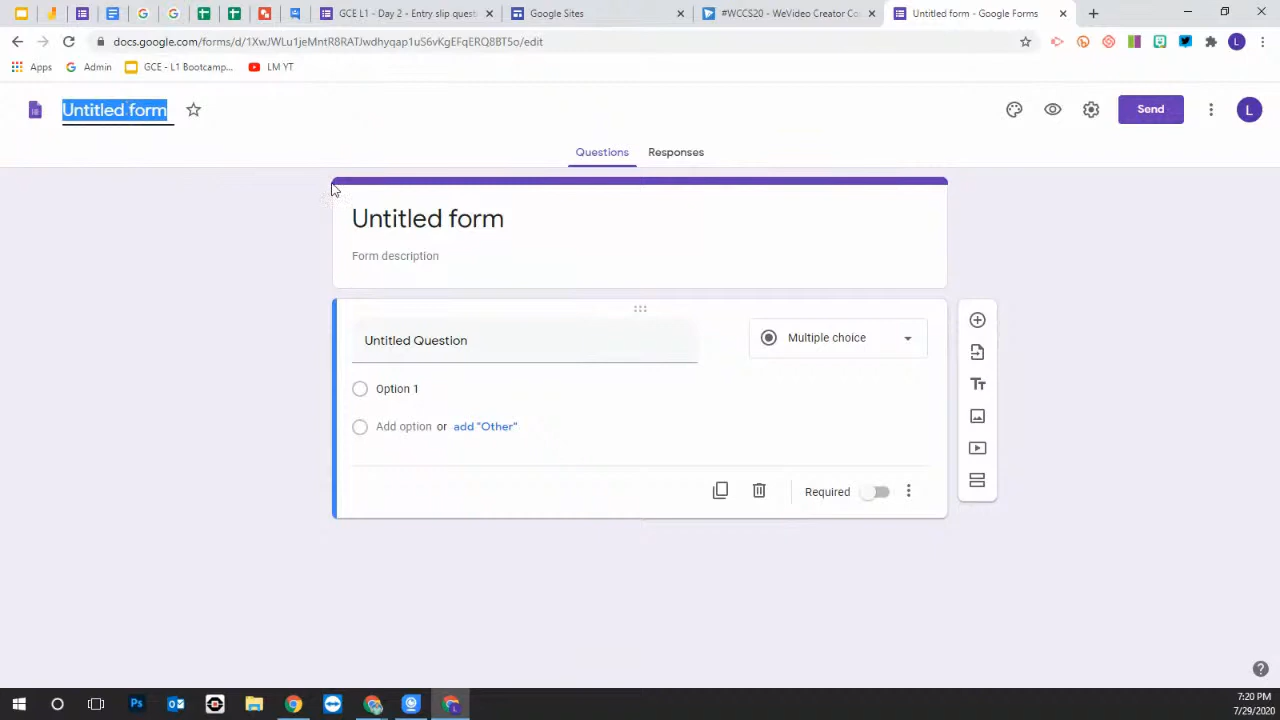 GCE L1 - Day 2 - Entry slip quest
Google Sites
#WCCS20 - WeVideo Creator Co
Untitled form - Google Forms
docs.google.com/forms/d/1XwJWLu1jeMntR8RATJwdhyqap1uS6vKgEFqERQ8BT5o/edit
Apps
Admin
GCE - L1 Bootcamp...
LM YT
L
Untitled form
Send
L
Questions
Responses
Untitled form
Form description
Untitled Question
Multiple choice
Option 1
Add option or add "Other"
Tт
Required
Ps
7:20 PM
7/29/2020